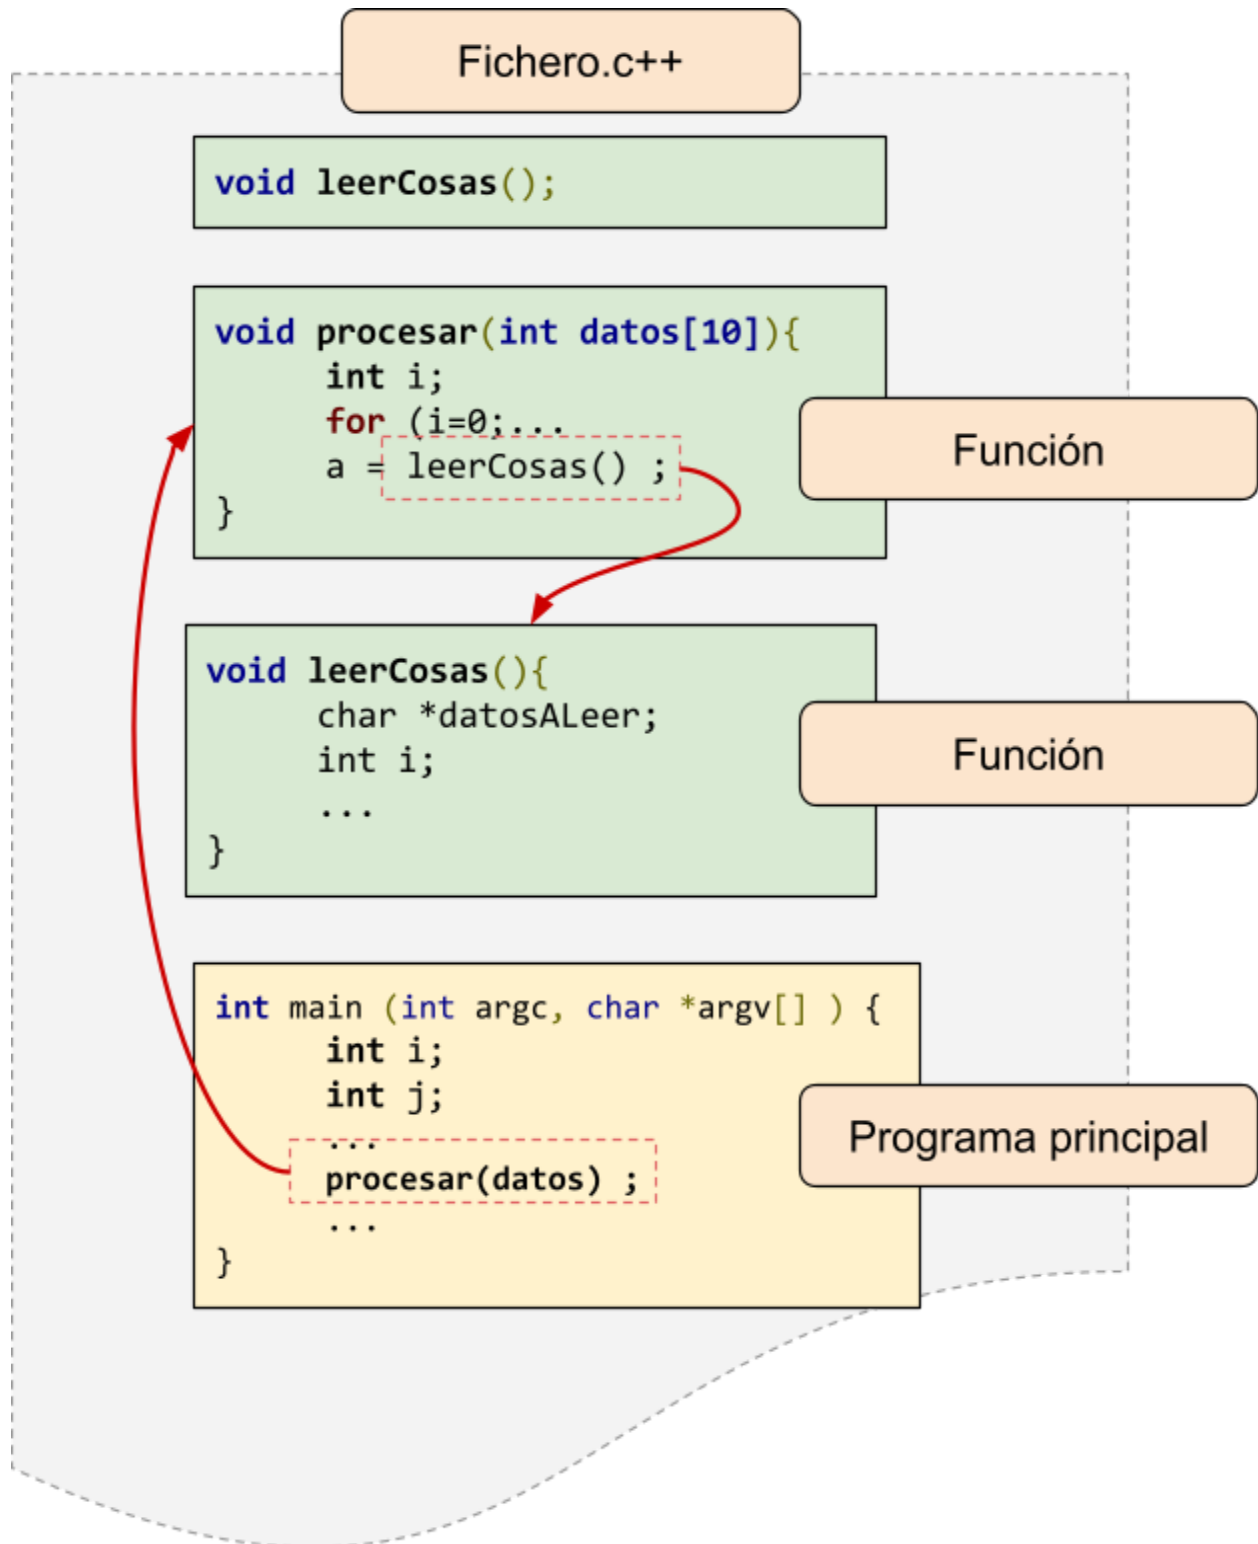 Fichero.c++
void leerCosas();
void procesar(int datos[10]){
int i;
for (i=0;...
a = leerCosas() ;
}
Función
void leerCosas(){
char *datosALeer;
int i;
...
}
Función
int main (int argc, char *argv[] ) {
int i;
int j;
...
procesar(datos) ;
...
}
Programa principal